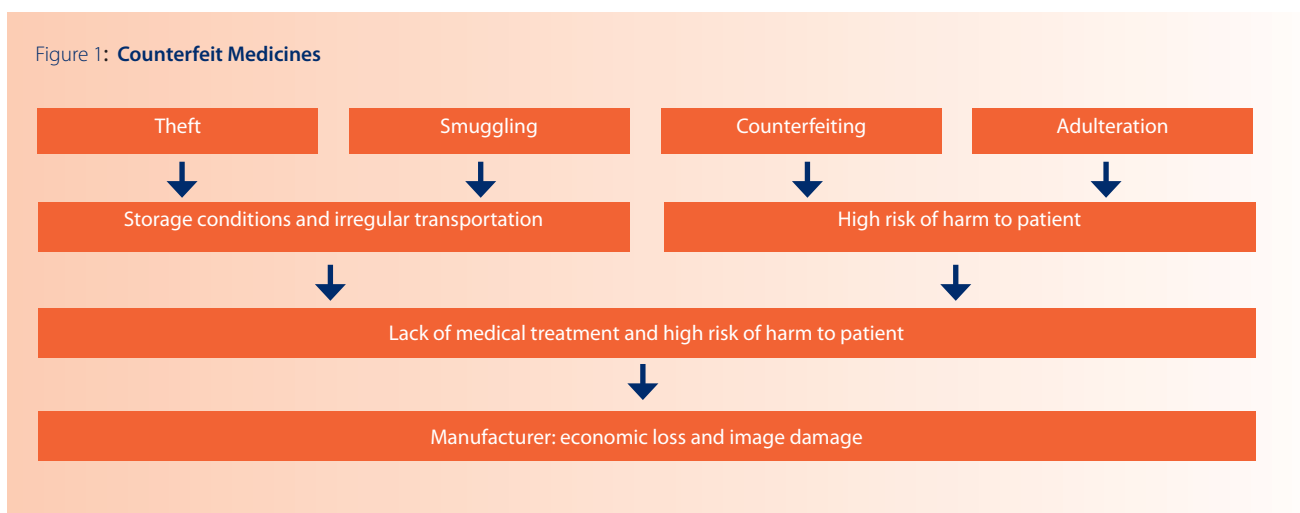 Figure 1: Counterfeit Medicines
Theft
Smuggling
Counterfeiting
Adulteration
Storage conditions and irregular transportation
High risk of harm to patient
Lack of medical treatment and high risk of harm to patient
Manufacturer: economic loss and image damage